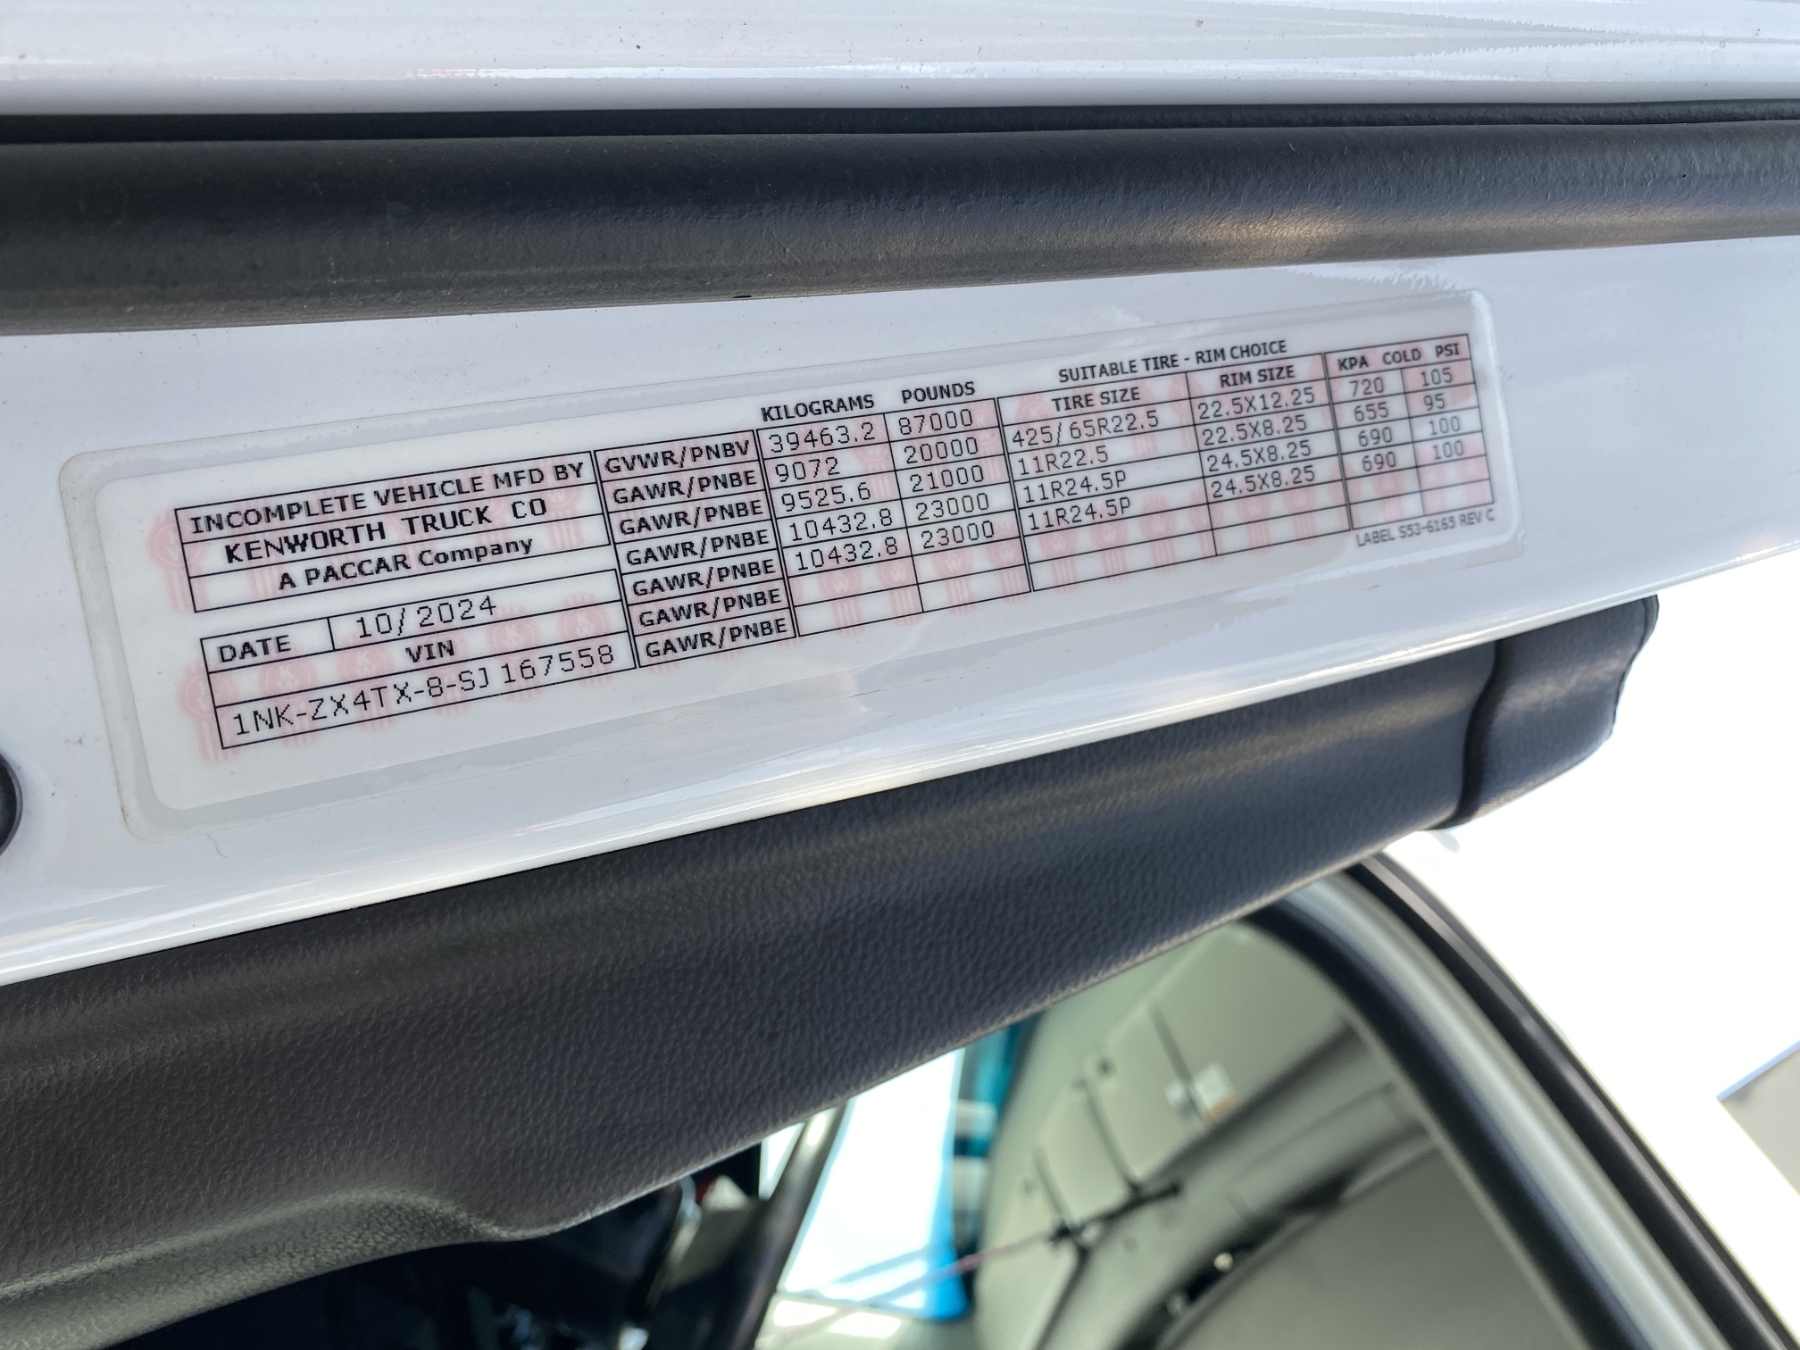 KILOGRAMS POUNDS SUITABLE TIRE - RIM CHOICE
INCOMPLETE VEHICLE MFD BY
KENWORTH TRUCK CO
A PACCAR Company
DATE 10/2024
VIN
1NK-ZX4TX-8-SJ167558
GVWR/PNBV 39463.2 87000 TIRE SIZE RIM SIZE KPA COLD PSI
GAWR/PNBE 9072 20000 425/65R22.5 22.5X12.25 720 105
GAWR/PNBE 9525.6 21000 11R22.5 22.5X8.25 655 95
GAWR/PNBE 10432.8 23000 11R24.5P 24.5X8.25 690 100
GAWR/PNBE 10432.8 23000 11R24.5P 24.5X8.25 690 100
GAWR/PNBE
GAWR/PNBE
LABEL S53-6165 REV C